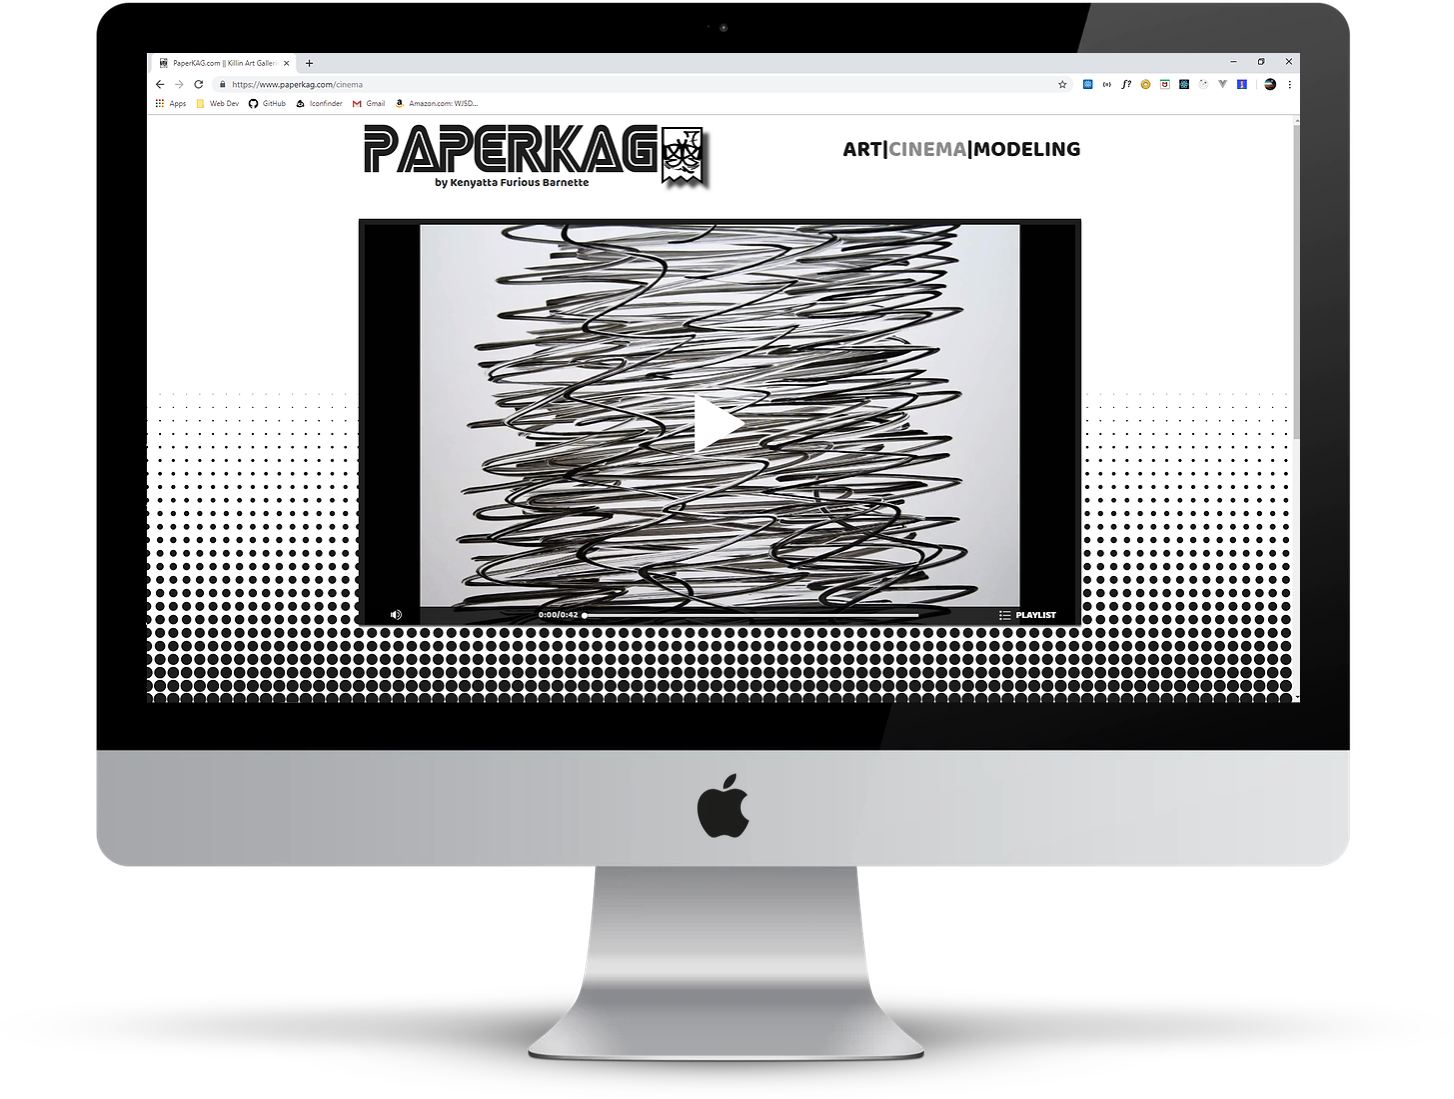 PaperKAG.com || Killin Art Galleri
https://www.paperkag.com/cinema
f?
Apps Web Dev GitHub Iconfinder Gmail Amazon.com: WJSD...
PAPERKAG
by Kenyatta Furious Barnette
ART|CINEMA|MODELING
0:00/0:42
PLAYLIST